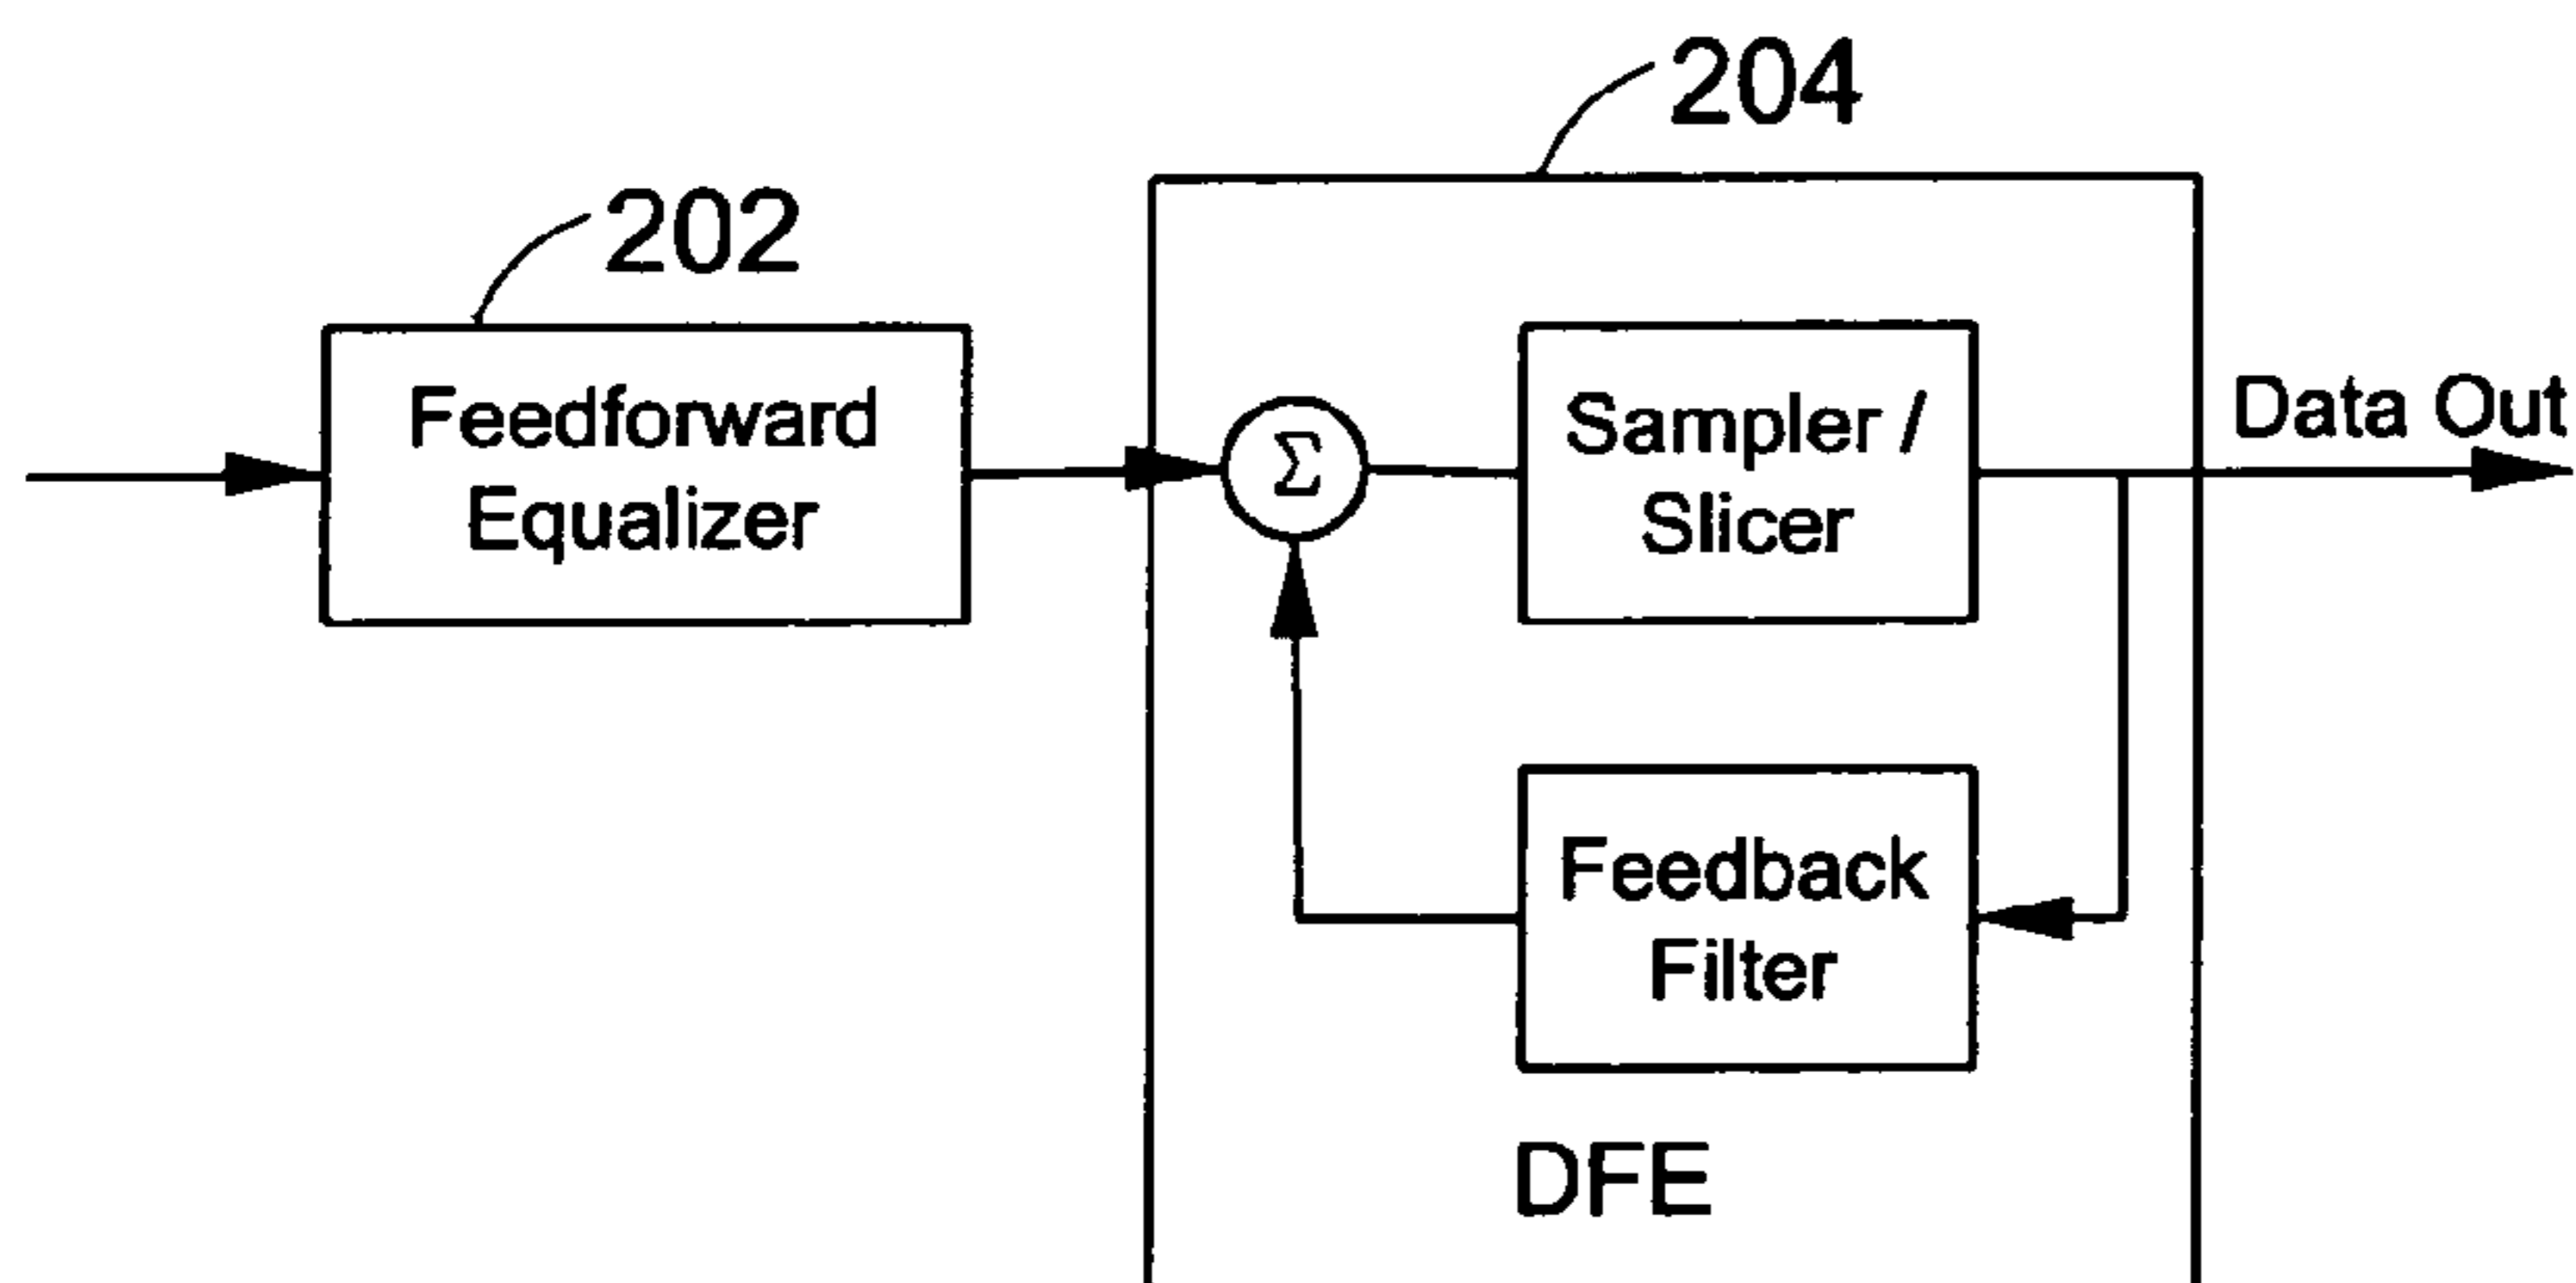 204
202
Feedforward
Equalizer
Σ
Sampler /
Slicer
Data Out
Feedback
Filter
DFE